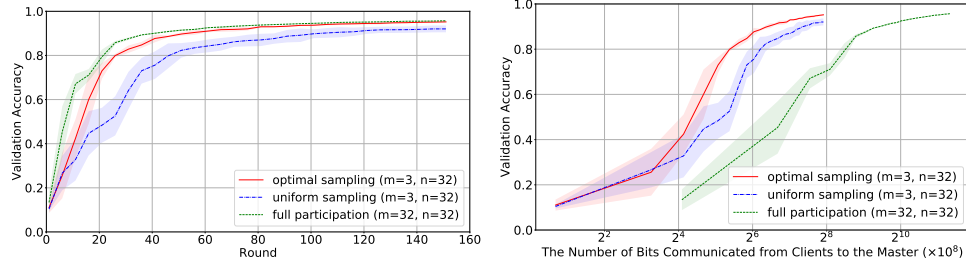 1.0
0.8
0.6
0.4
0.2
0.0
Validation Accuracy
0 20 40 60 80 100 120 140 160
Round
optimal sampling (m=3, n=32)
uniform sampling (m=3, n=32)
full participation (m=32, n=32)
1.0
0.8
0.6
0.4
0.2
0.0
Validation Accuracy
2^2 2^4 2^6 2^8 2^10
The Number of Bits Communicated from Clients to the Master (×10^8)
optimal sampling (m=3, n=32)
uniform sampling (m=3, n=32)
full participation (m=32, n=32)